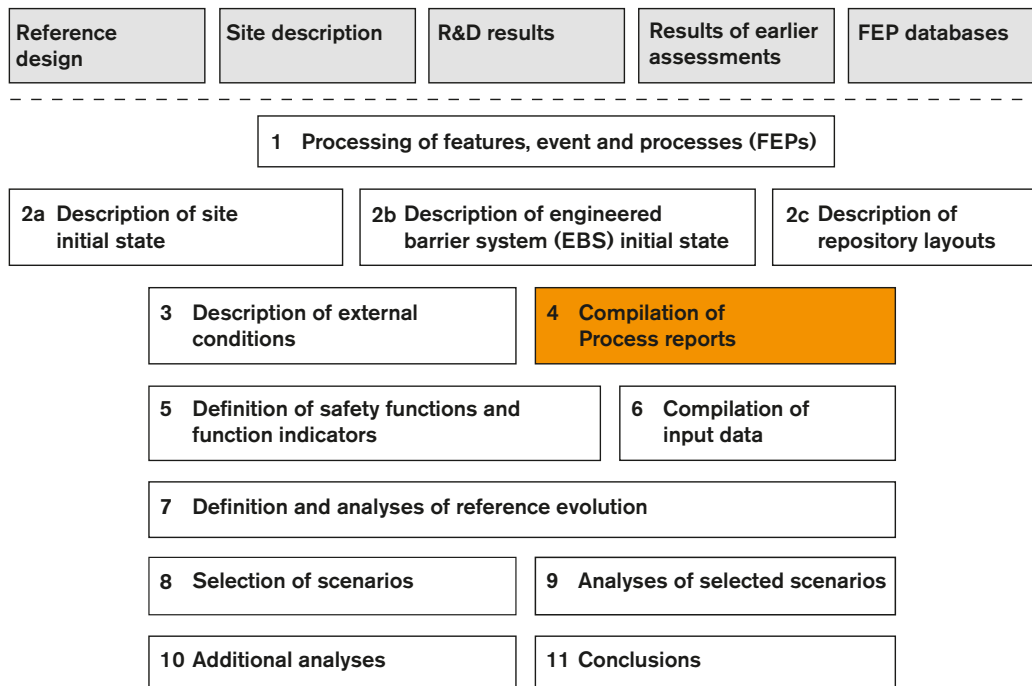 Reference
design
Site description
R&D results
Results of earlier
assessments
FEP databases
1 Processing of features, event and processes (FEPs)
2a Description of site
initial state
2b Description of engineered
barrier system (EBS) initial state
2c Description of
repository layouts
3 Description of external
conditions
4 Compilation of
Process reports
5 Definition of safety functions and
function indicators
6 Compilation of
input data
7 Definition and analyses of reference evolution
8 Selection of scenarios
9 Analyses of selected scenarios
10 Additional analyses
11 Conclusions